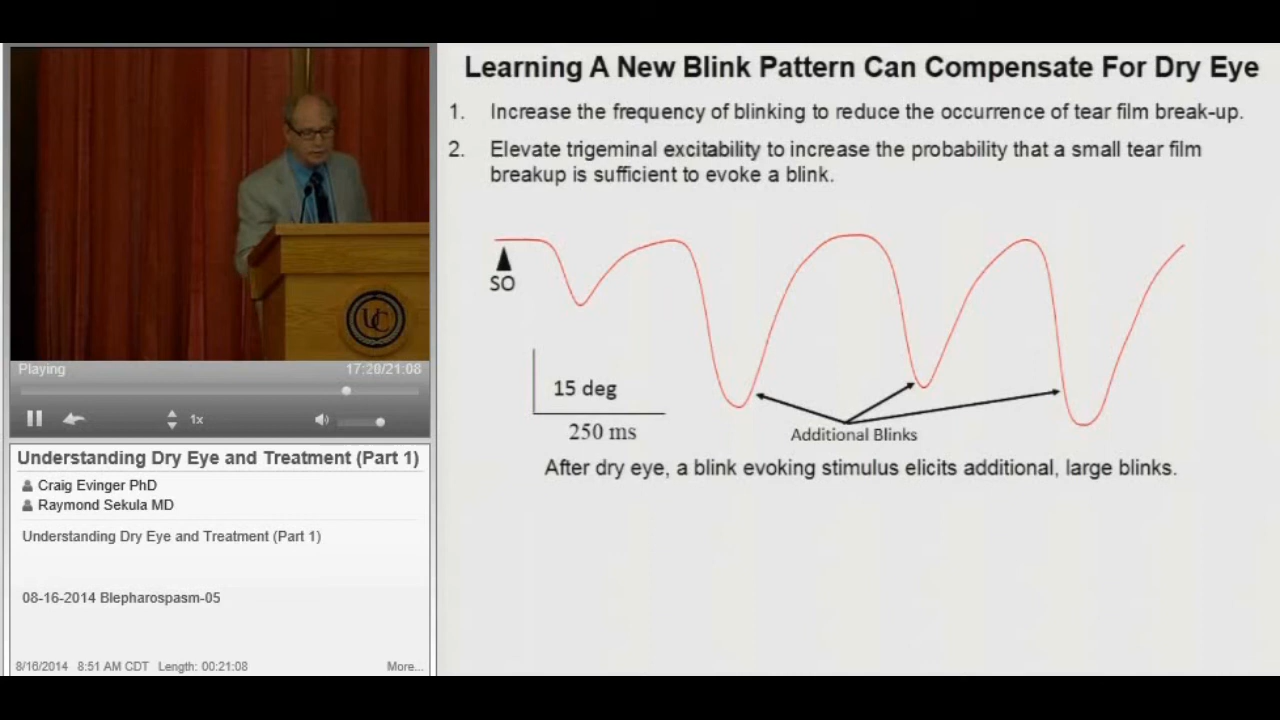 Learning A New Blink Pattern Can Compensate For Dry Eye
1. Increase the frequency of blinking to reduce the occurrence of tear film break-up.
2. Elevate trigeminal excitability to increase the probability that a small tear film
breakup is sufficient to evoke a blink.
SO
15 deg
250 ms
Additional Blinks
After dry eye, a blink evoking stimulus elicits additional, large blinks.
UC
Playing
17:20/21:08
1x
Understanding Dry Eye and Treatment (Part 1)
Craig Evinger PhD
Raymond Sekula MD
Understanding Dry Eye and Treatment (Part 1)
08-16-2014 Blepharospasm-05
8/16/2014 8:51 AM CDT Length: 00:21:08
More...